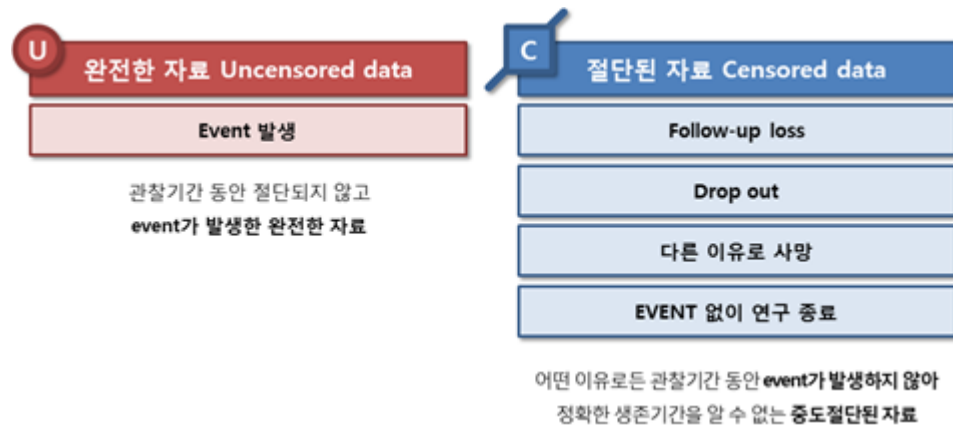 U
완전한 자료 Uncensored data
Event 발생
관찰기간 동안 절단되지 않고
event가 발생한 완전한 자료
C
절단된 자료 Censored data
Follow-up loss
Drop out
다른 이유로 사망
EVENT 없이 연구 종료
어떤 이유로든 관찰기간 동안 event가 발생하지 않아
정확한 생존기간을 알 수 없는 중도절단된 자료